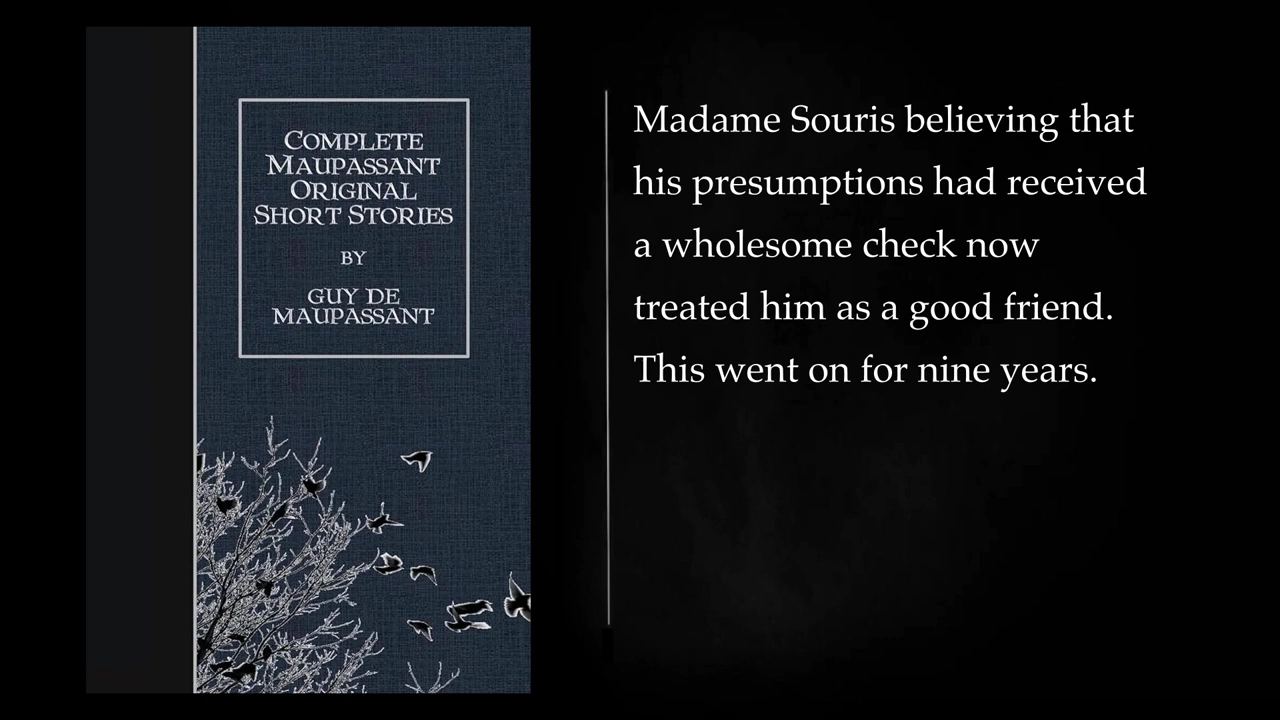 COMPLETE
MAUPASSANT
ORIGINAL
SHORT STORIES
BY
GUY DE
MAUPASSANT
Madame Souris believing that
his presumptions had received
a wholesome check now
treated him as a good friend.
This went on for nine years.